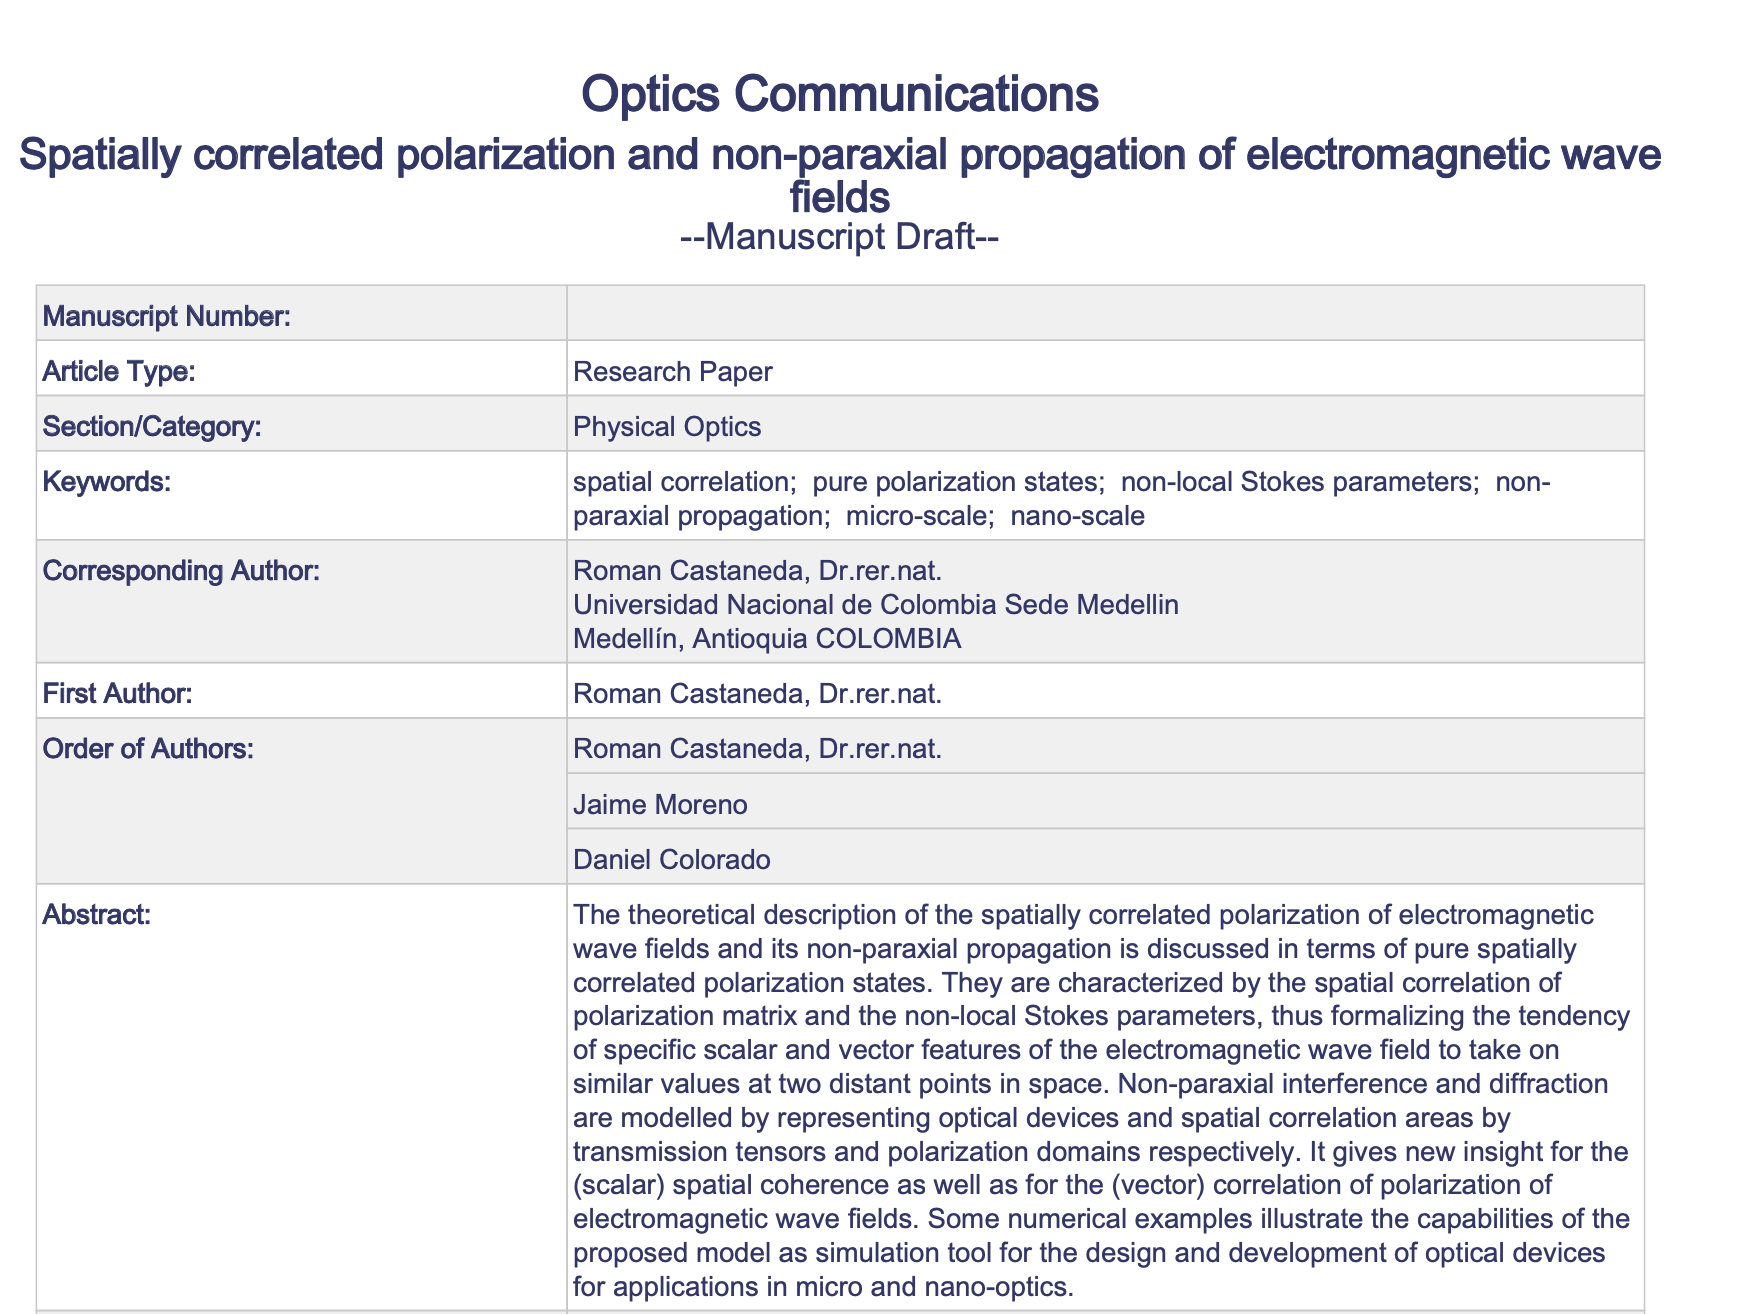 Optics Communications
Spatially correlated polarization and non-paraxial propagation of electromagnetic wave
fields
--Manuscript Draft--
Manuscript Number:
Article Type:
Research Paper
Section/Category:
Physical Optics
Keywords:
spatial correlation;  pure polarization states;  non-local Stokes parameters;  non-
paraxial propagation;  micro-scale;  nano-scale
Corresponding Author:
Roman Castaneda, Dr.rer.nat.
Universidad Nacional de Colombia Sede Medellin
Medellín, Antioquia COLOMBIA
First Author:
Roman Castaneda, Dr.rer.nat.
Order of Authors:
Roman Castaneda, Dr.rer.nat.
Jaime Moreno
Daniel Colorado
Abstract:
The theoretical description of the spatially correlated polarization of electromagnetic
wave fields and its non-paraxial propagation is discussed in terms of pure spatially
correlated polarization states. They are characterized by the spatial correlation of
polarization matrix and the non-local Stokes parameters, thus formalizing the tendency
of specific scalar and vector features of the electromagnetic wave field to take on
similar values at two distant points in space. Non-paraxial interference and diffraction
are modelled by representing optical devices and spatial correlation areas by
transmission tensors and polarization domains respectively. It gives new insight for the
(scalar) spatial coherence as well as for the (vector) correlation of polarization of
electromagnetic wave fields. Some numerical examples illustrate the capabilities of the
proposed model as simulation tool for the design and development of optical devices
for applications in micro and nano-optics.